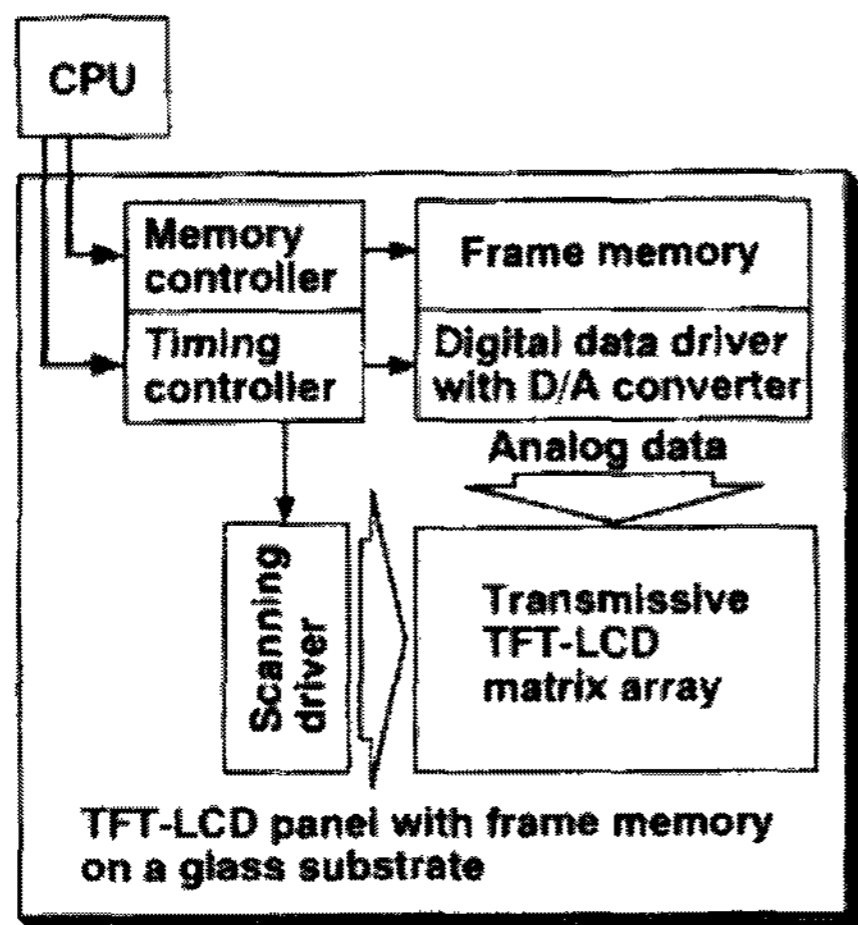 CPU
Memory
controller
Frame memory
Timing
controller
Digital data driver
with D/A converter
Analog data
Scanning
driver
Transmissive
TFT-LCD
matrix array
TFT-LCD panel with frame memory
on a glass substrate